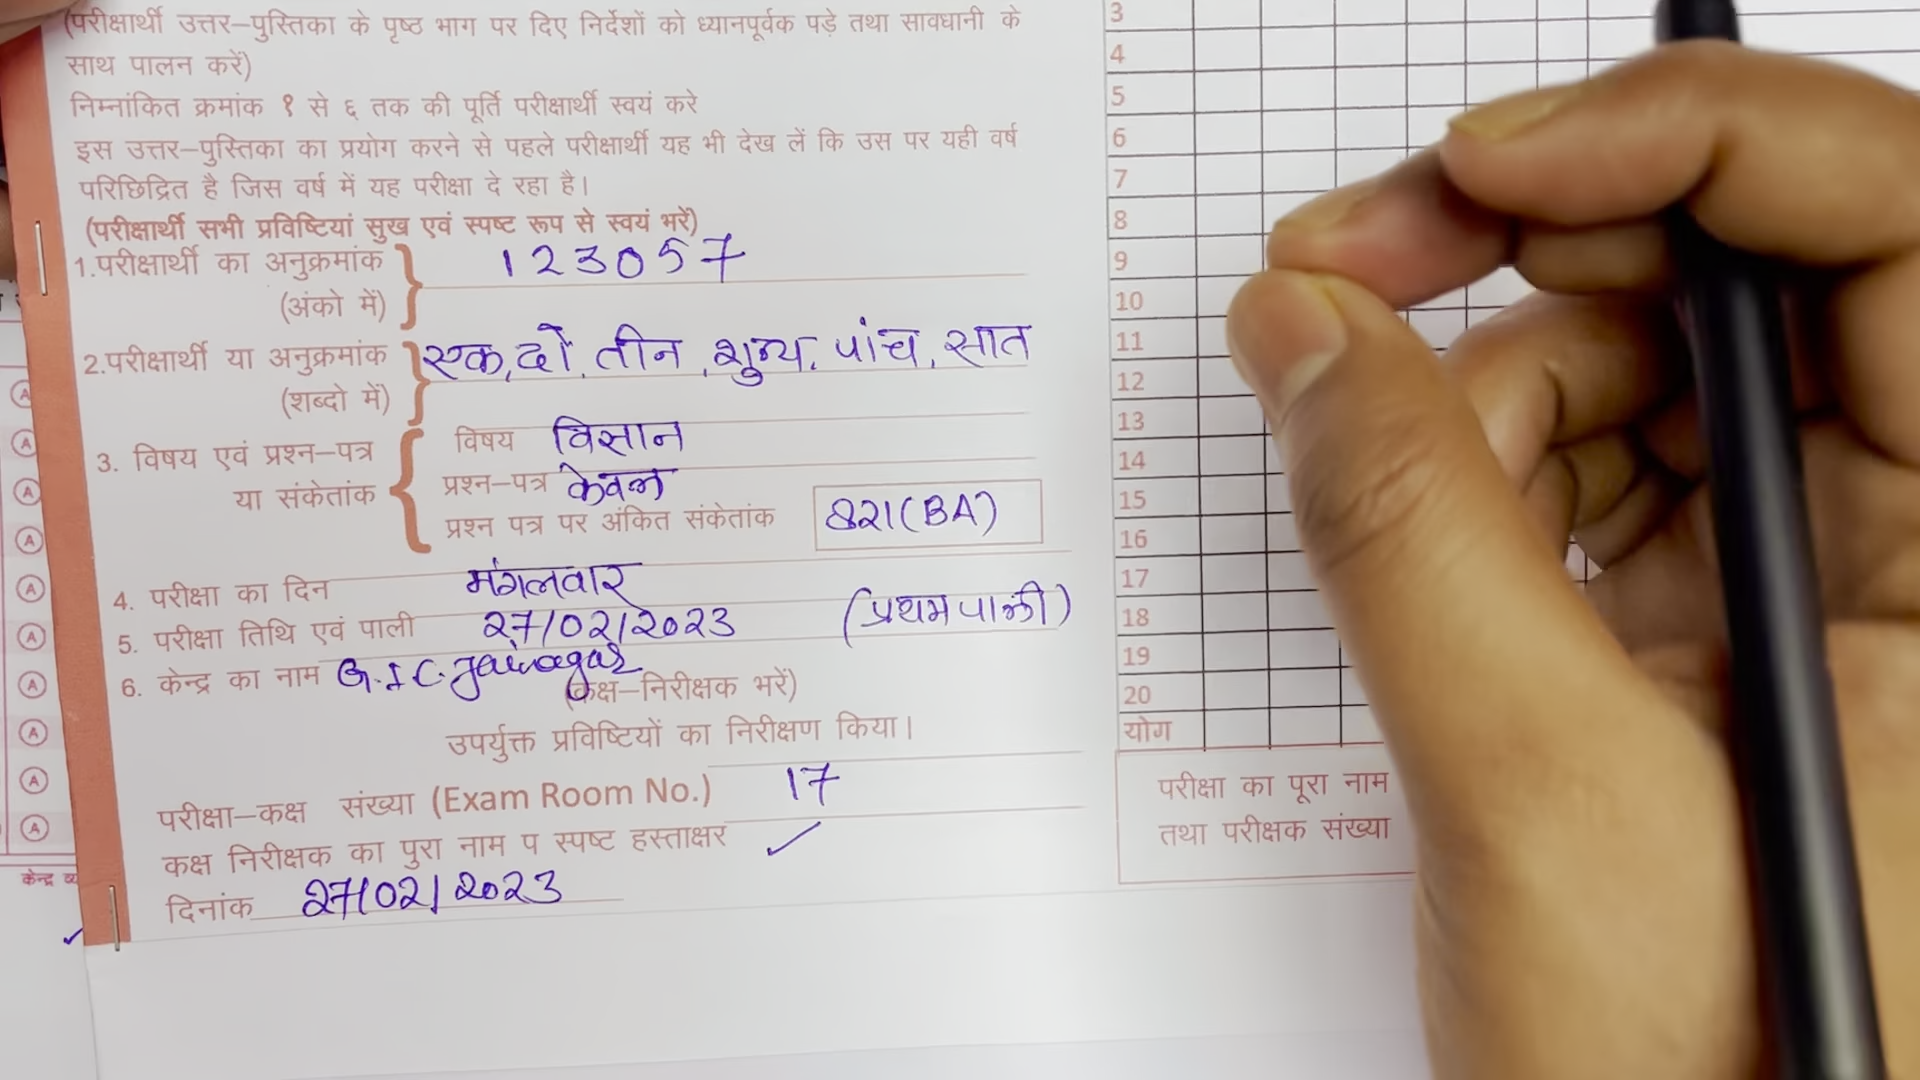 (परीक्षार्थी उत्तर–पुस्तिका के पृष्ठ भाग पर दिए निर्देशों को ध्यानपूर्वक पड़े तथा सावधानी के
साथ पालन करें)
निम्नांकित क्रमांक १ से ६ तक की पूर्ति परीक्षार्थी स्वयं करे
इस उत्तर–पुस्तिका का प्रयोग करने से पहले परीक्षार्थी यह भी देख लें कि उस पर यही वर्ष
परिछिद्रित है जिस वर्ष में यह परीक्षा दे रहा है।
(परीक्षार्थी सभी प्रविष्टियां सुख एवं स्पष्ट रूप से स्वयं भरें)
1.परीक्षार्थी का अनुक्रमांक 123057
(अंको में)
2.परीक्षार्थी या अनुक्रमांक एक, दो, तीन, शून्य, पांच, सात
(शब्दो में)
3. विषय एवं प्रश्न–पत्र विषय विज्ञान
या संकेतांक प्रश्न–पत्र केवल
प्रश्न पत्र पर अंकित संकेतांक 821(BA)
4. परीक्षा का दिन मंगलवार
5. परीक्षा तिथि एवं पाली 27/02/2023 (प्रथम पाली)
6. केन्द्र का नाम G.I.C.
(कक्ष–निरीक्षक भरें)
उपर्युक्त प्रविष्टियों का निरीक्षण किया।
परीक्षा–कक्ष संख्या (Exam Room No.) 17
कक्ष निरीक्षक का पुरा नाम प स्पष्ट हस्ताक्षर
दिनांक 27/02/2023
3
4
5
6
7
8
9
10
11
12
13
14
15
16
17
18
19
20
योग
परीक्षा का पूरा नाम
तथा परीक्षक संख्या
A
A
A
A
A
A
A
A
A
A
केन्द्र